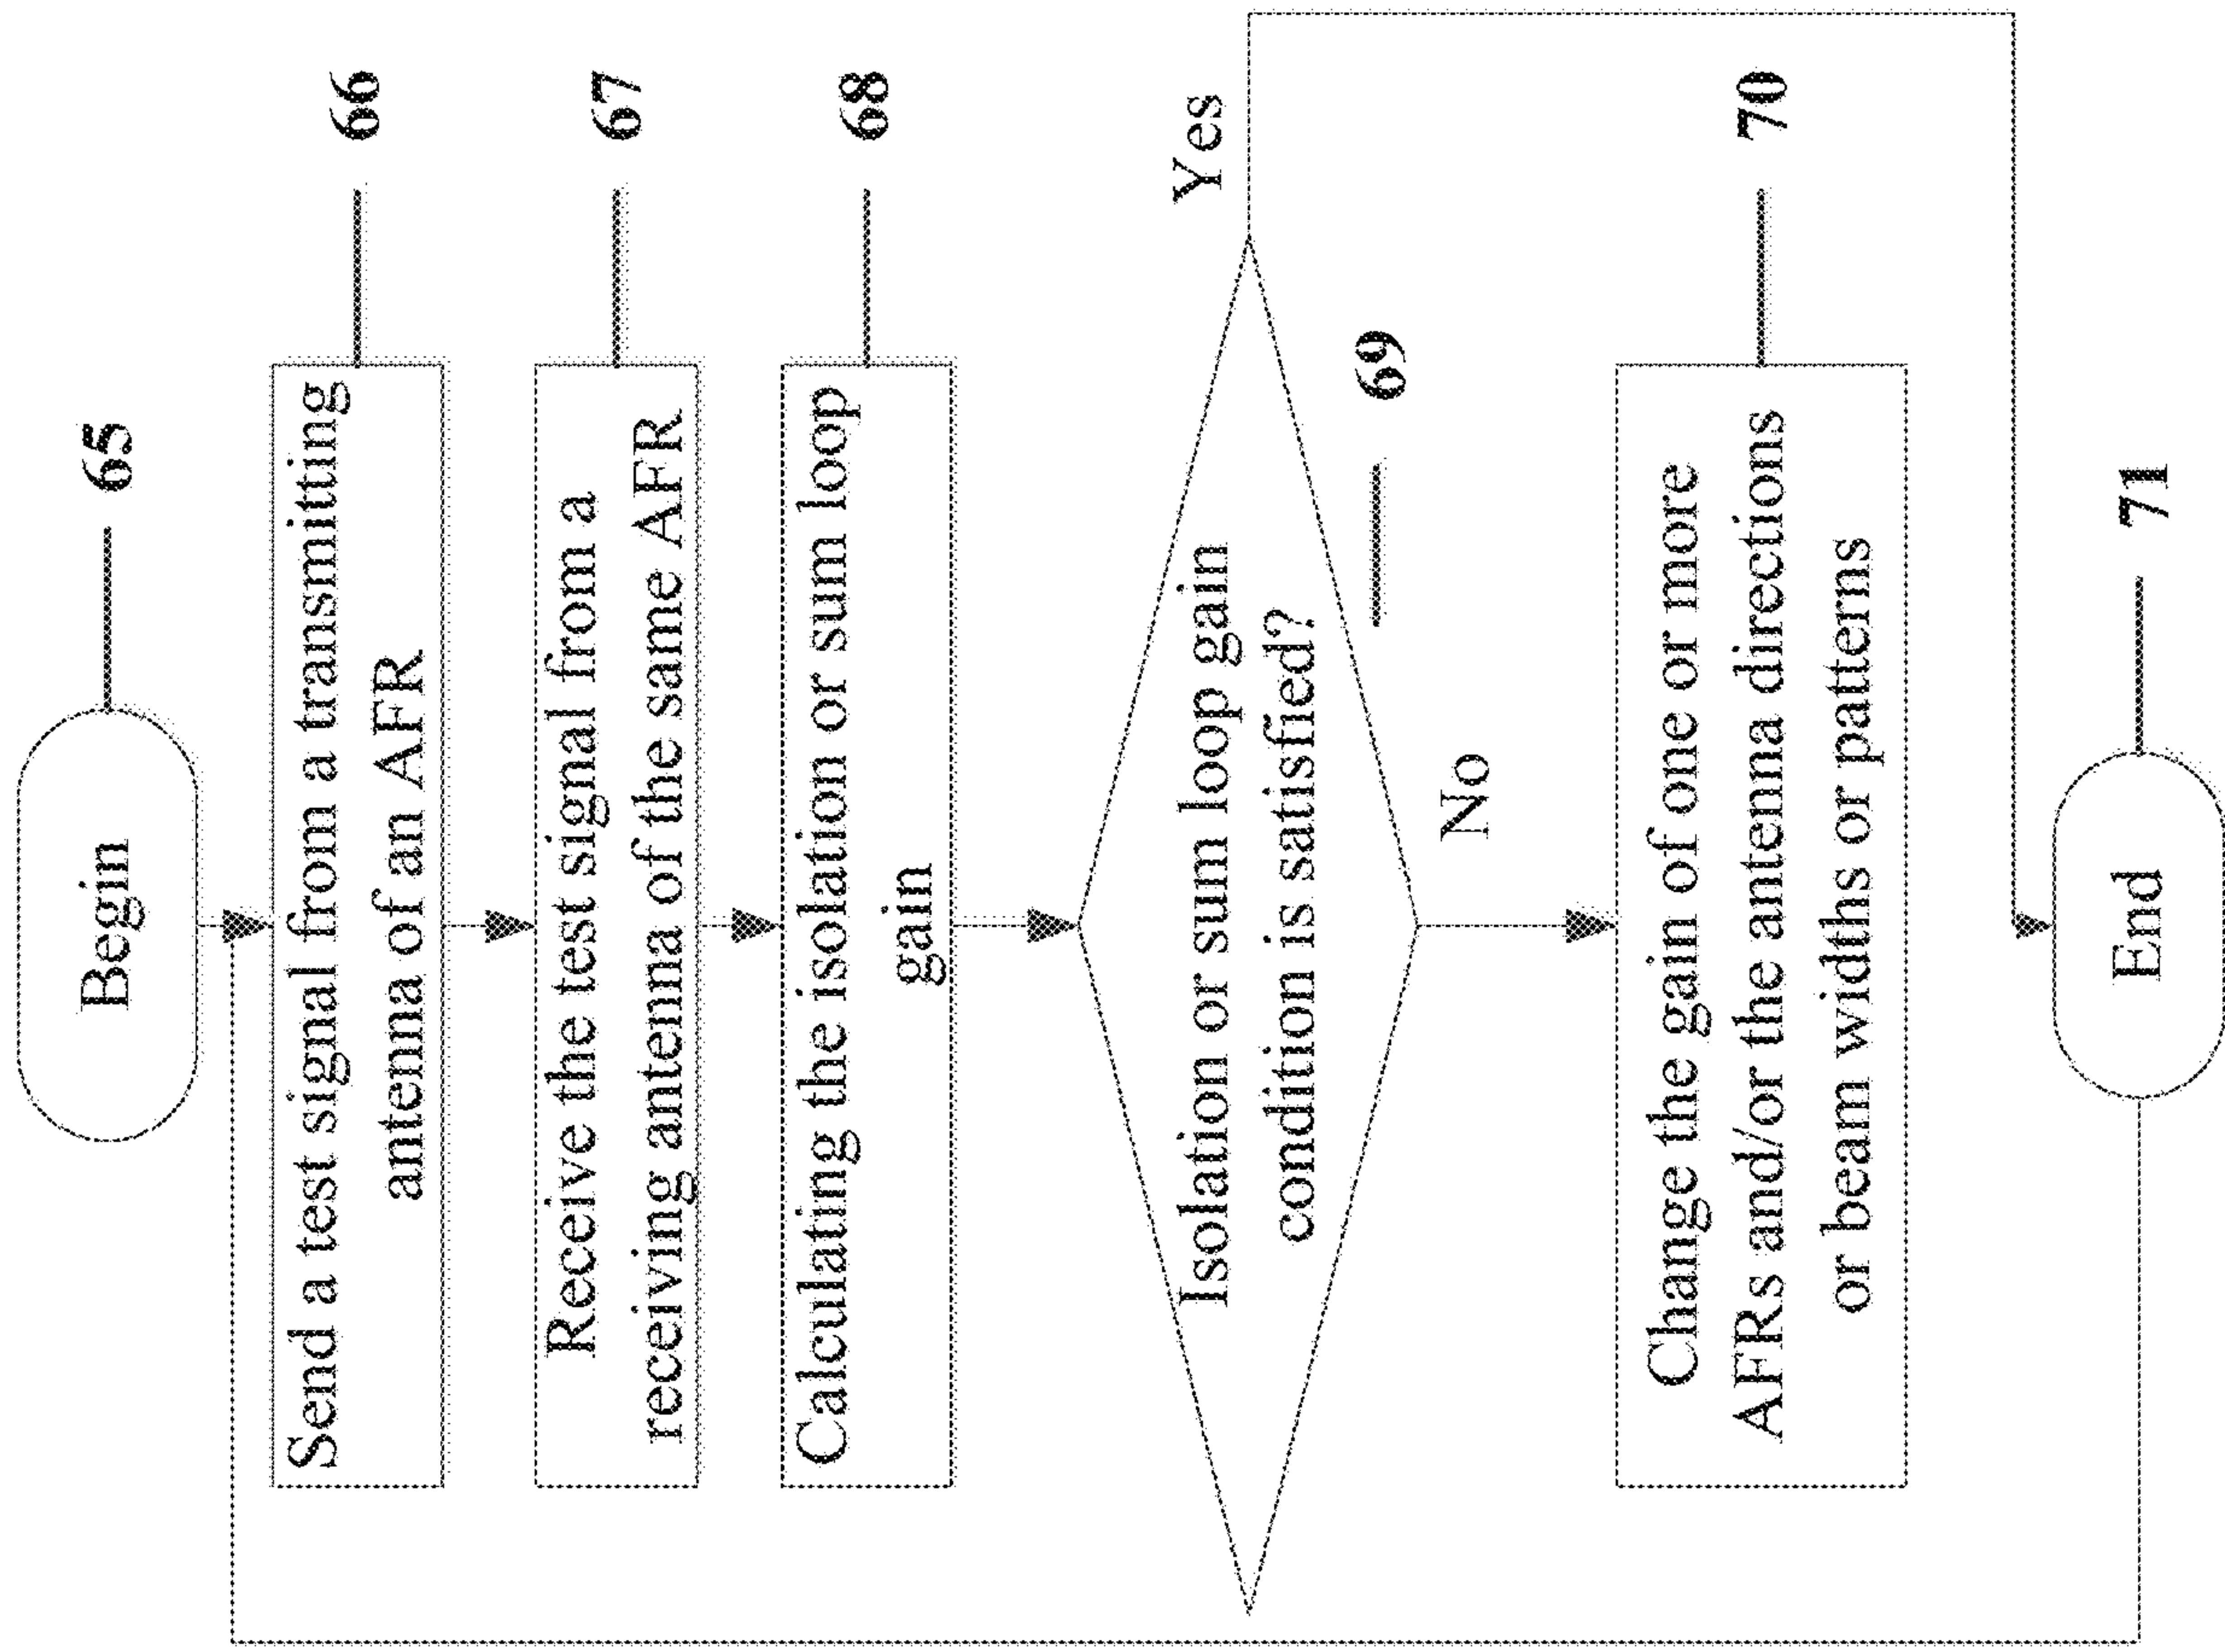 Begin
65
Send a test signal from a transmitting
antenna of an AFR
66
Receive the test signal from a
receiving antenna of the same AFR
67
Calculating the isolation or sum loop
gain
68
Isolation or sum loop gain
condition is satisfied?
Yes
69
No
Change the gain of one or more
AFRs and/or the antenna directions
or beam widths or patterns
70
End
71